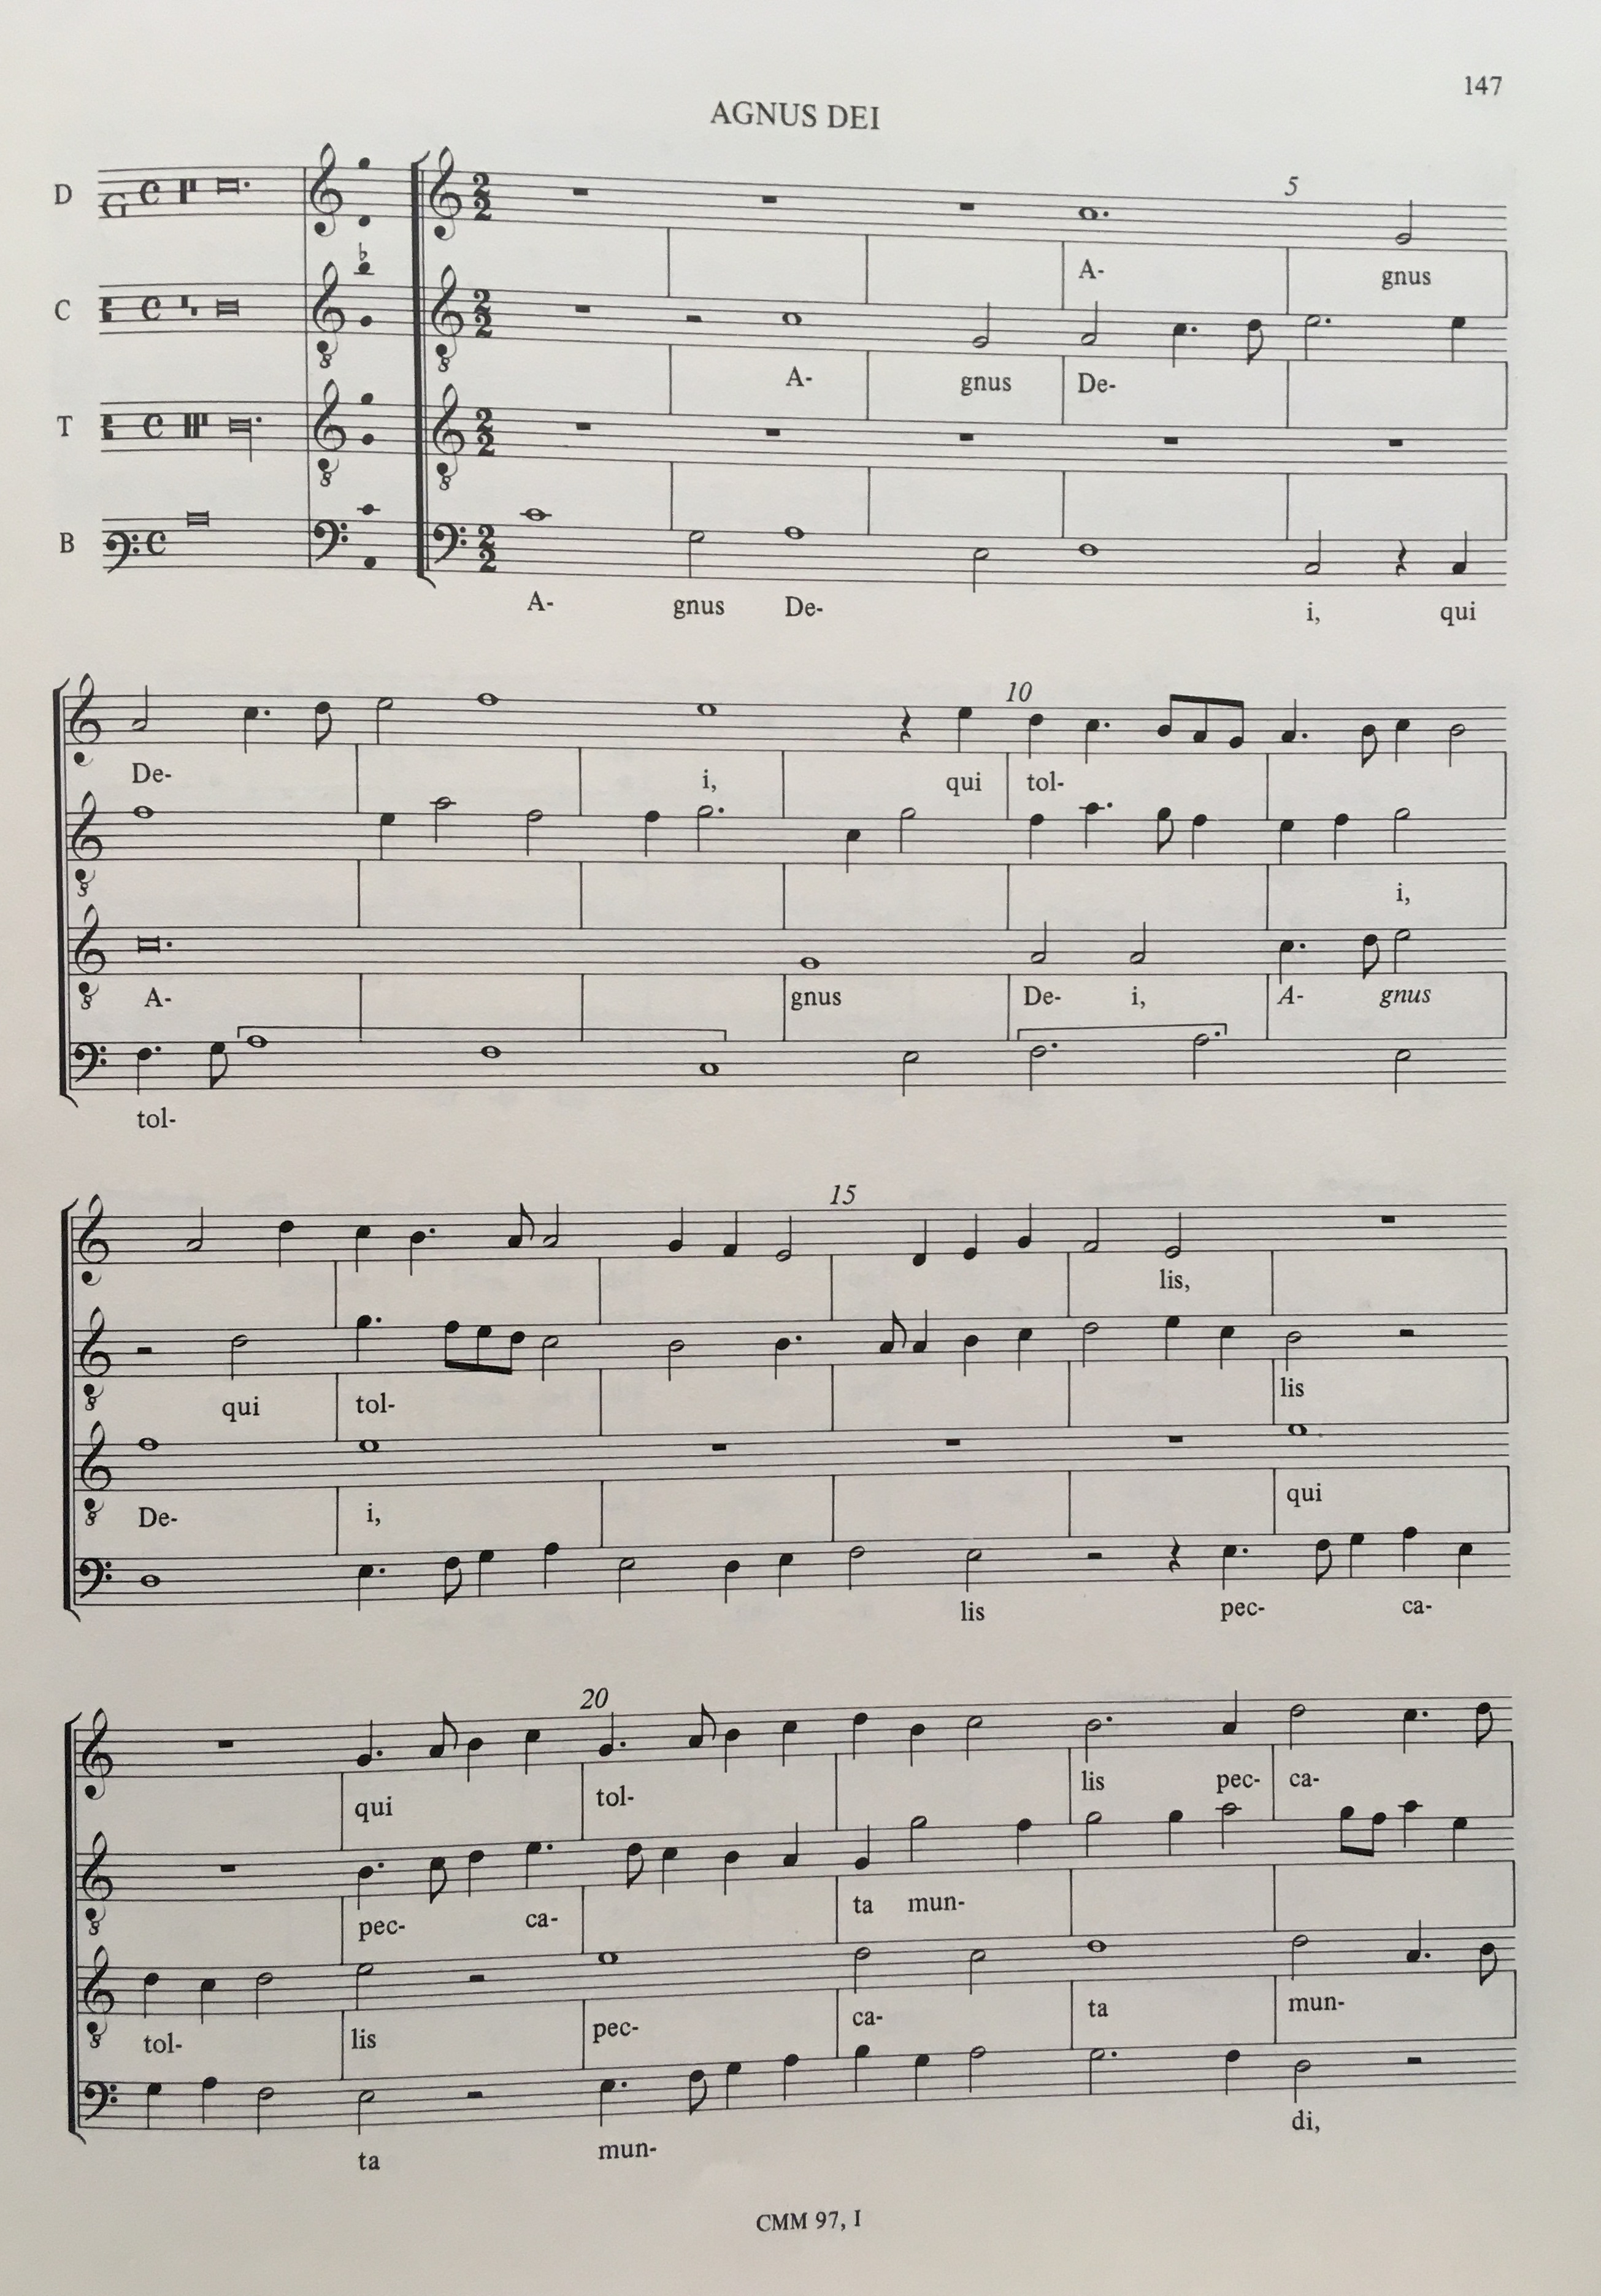 147
AGNUS DEI
D
5
A- gnus
C
A- gnus De-
T
B
A- gnus De- i, qui
10
De- i, qui tol-
i,
A- gnus De- i, A- gnus
tol-
15
lis,
qui tol- lis
De- i, qui
lis pec- ca-
20
qui tol- lis pec- ca-
pec- ca- ta mun-
tol- lis pec- ca- ta mun-
ta mun- di,
CMM 97, I